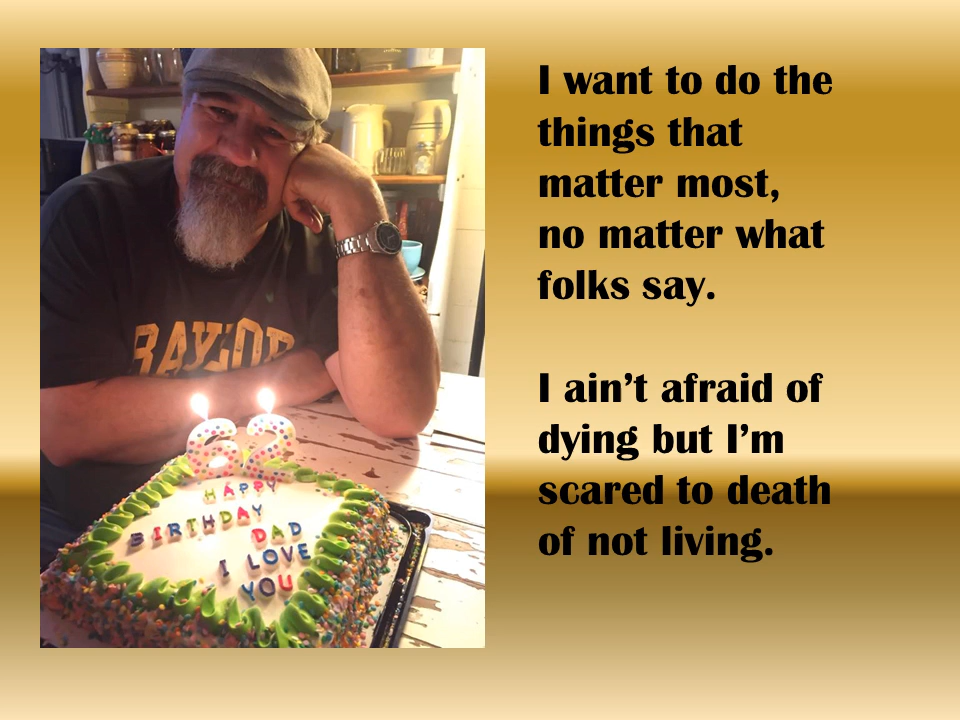 I want to do the
things that
matter most,
no matter what
folks say.
I ain’t afraid of
dying but I’m
scared to death
of not living.
BAYLOR
62
HAPPY
BIRTHDAY
DAD
I LOVE
YOU